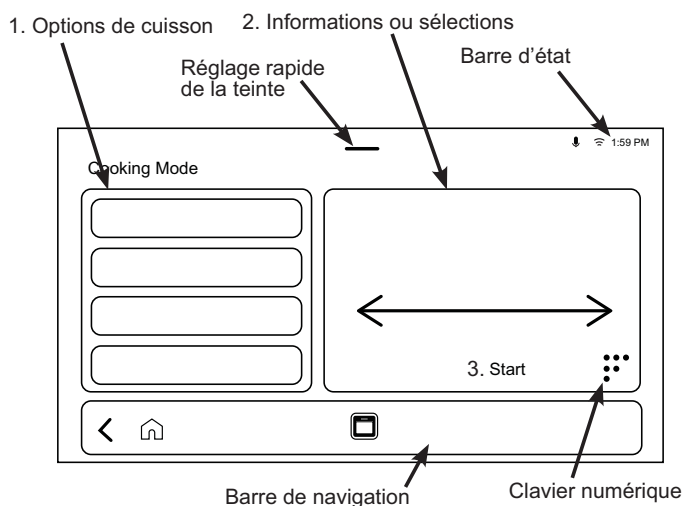 1. Options de cuisson
2. Informations ou sélections
Réglage rapide
de la teinte
Barre d’état
1:59 PM
Cooking Mode
3. Start
Barre de navigation
Clavier numérique